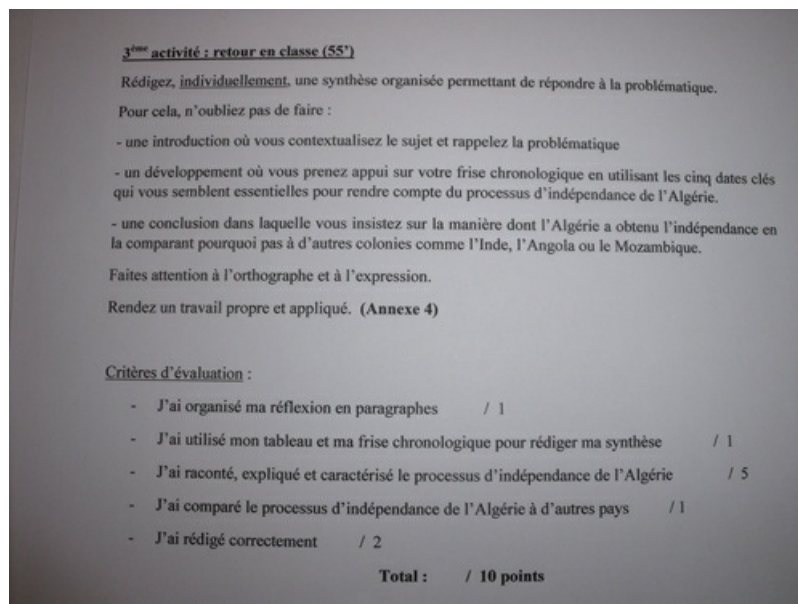 3ème activité : retour en classe (55')
Rédigez, individuellement, une synthèse organisée permettant de répondre à la problématique.
Pour cela, n'oubliez pas de faire :
- une introduction où vous contextualisez le sujet et rappelez la problématique
- un développement où vous prenez appui sur votre frise chronologique en utilisant les cinq dates clés
qui vous semblent essentielles pour rendre compte du processus d'indépendance de l'Algérie.
- une conclusion dans laquelle vous insistez sur la manière dont l'Algérie a obtenu l'indépendance en
la comparant pourquoi pas à d'autres colonies comme l'Inde, l'Angola ou le Mozambique.
Faites attention à l'orthographe et à l'expression.
Rendez un travail propre et appliqué. (Annexe 4)
Critères d'évaluation :
- J'ai organisé ma réflexion en paragraphes / 1
- J'ai utilisé mon tableau et ma frise chronologique pour rédiger ma synthèse / 1
- J'ai raconté, expliqué et caractérisé le processus d'indépendance de l'Algérie / 5
- J'ai comparé le processus d'indépendance de l'Algérie à d'autres pays / 1
- J'ai rédigé correctement / 2
Total : / 10 points